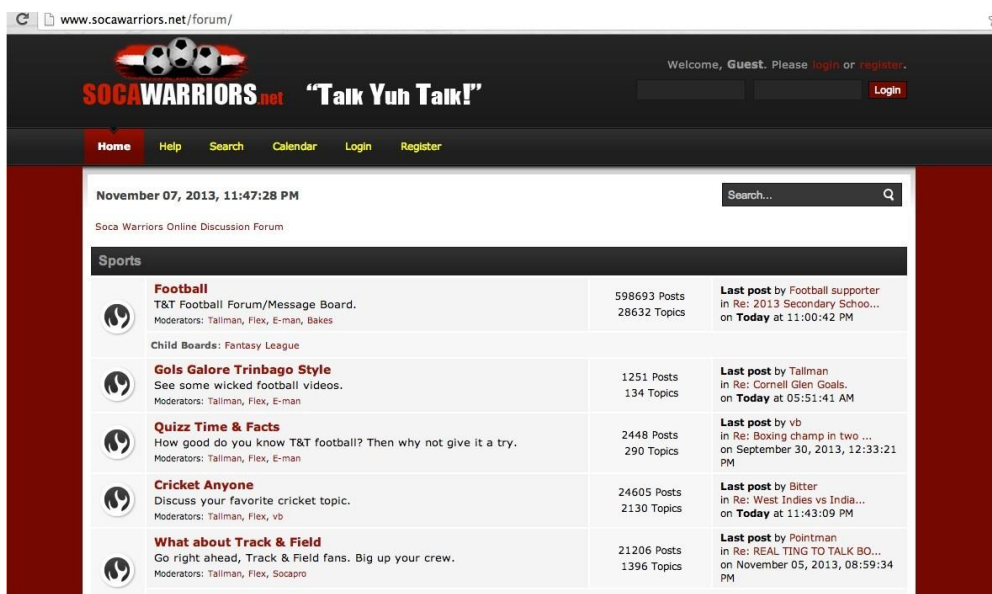 www.socawarriors.net/forum/
SOCAWARRIORS.net "Talk Yuh Talk!"
Welcome, Guest. Please login or register.
Login
Home Help Search Calendar Login Register
November 07, 2013, 11:47:28 PM
Search...
Soca Warriors Online Discussion Forum
Sports
Football
T&T Football Forum/Message Board.
Moderators: Tallman, Flex, E-man, Bakes
598693 Posts
28632 Topics
Last post by Football supporter
in Re: 2013 Secondary Schoo...
on Today at 11:00:42 PM
Child Boards: Fantasy League
Gols Galore Trinbago Style
See some wicked football videos.
Moderators: Tallman, Flex, E-man
1251 Posts
134 Topics
Last post by Tallman
in Re: Cornell Glen Goals.
on Today at 05:51:41 AM
Quizz Time & Facts
How good do you know T&T football? Then why not give it a try.
Moderators: Tallman, Flex, E-man
2448 Posts
290 Topics
Last post by vb
in Re: Boxing champ in two ...
on September 30, 2013, 12:33:21
PM
Cricket Anyone
Discuss your favorite cricket topic.
Moderators: Tallman, Flex, vb
24605 Posts
2130 Topics
Last post by Bitter
in Re: West Indies vs India...
on Today at 11:43:09 PM
What about Track & Field
Go right ahead, Track & Field fans. Big up your crew.
Moderators: Tallman, Flex, Socapro
21206 Posts
1396 Topics
Last post by Pointman
in Re: REAL TING TO TALK BO...
on November 05, 2013, 08:59:34
PM